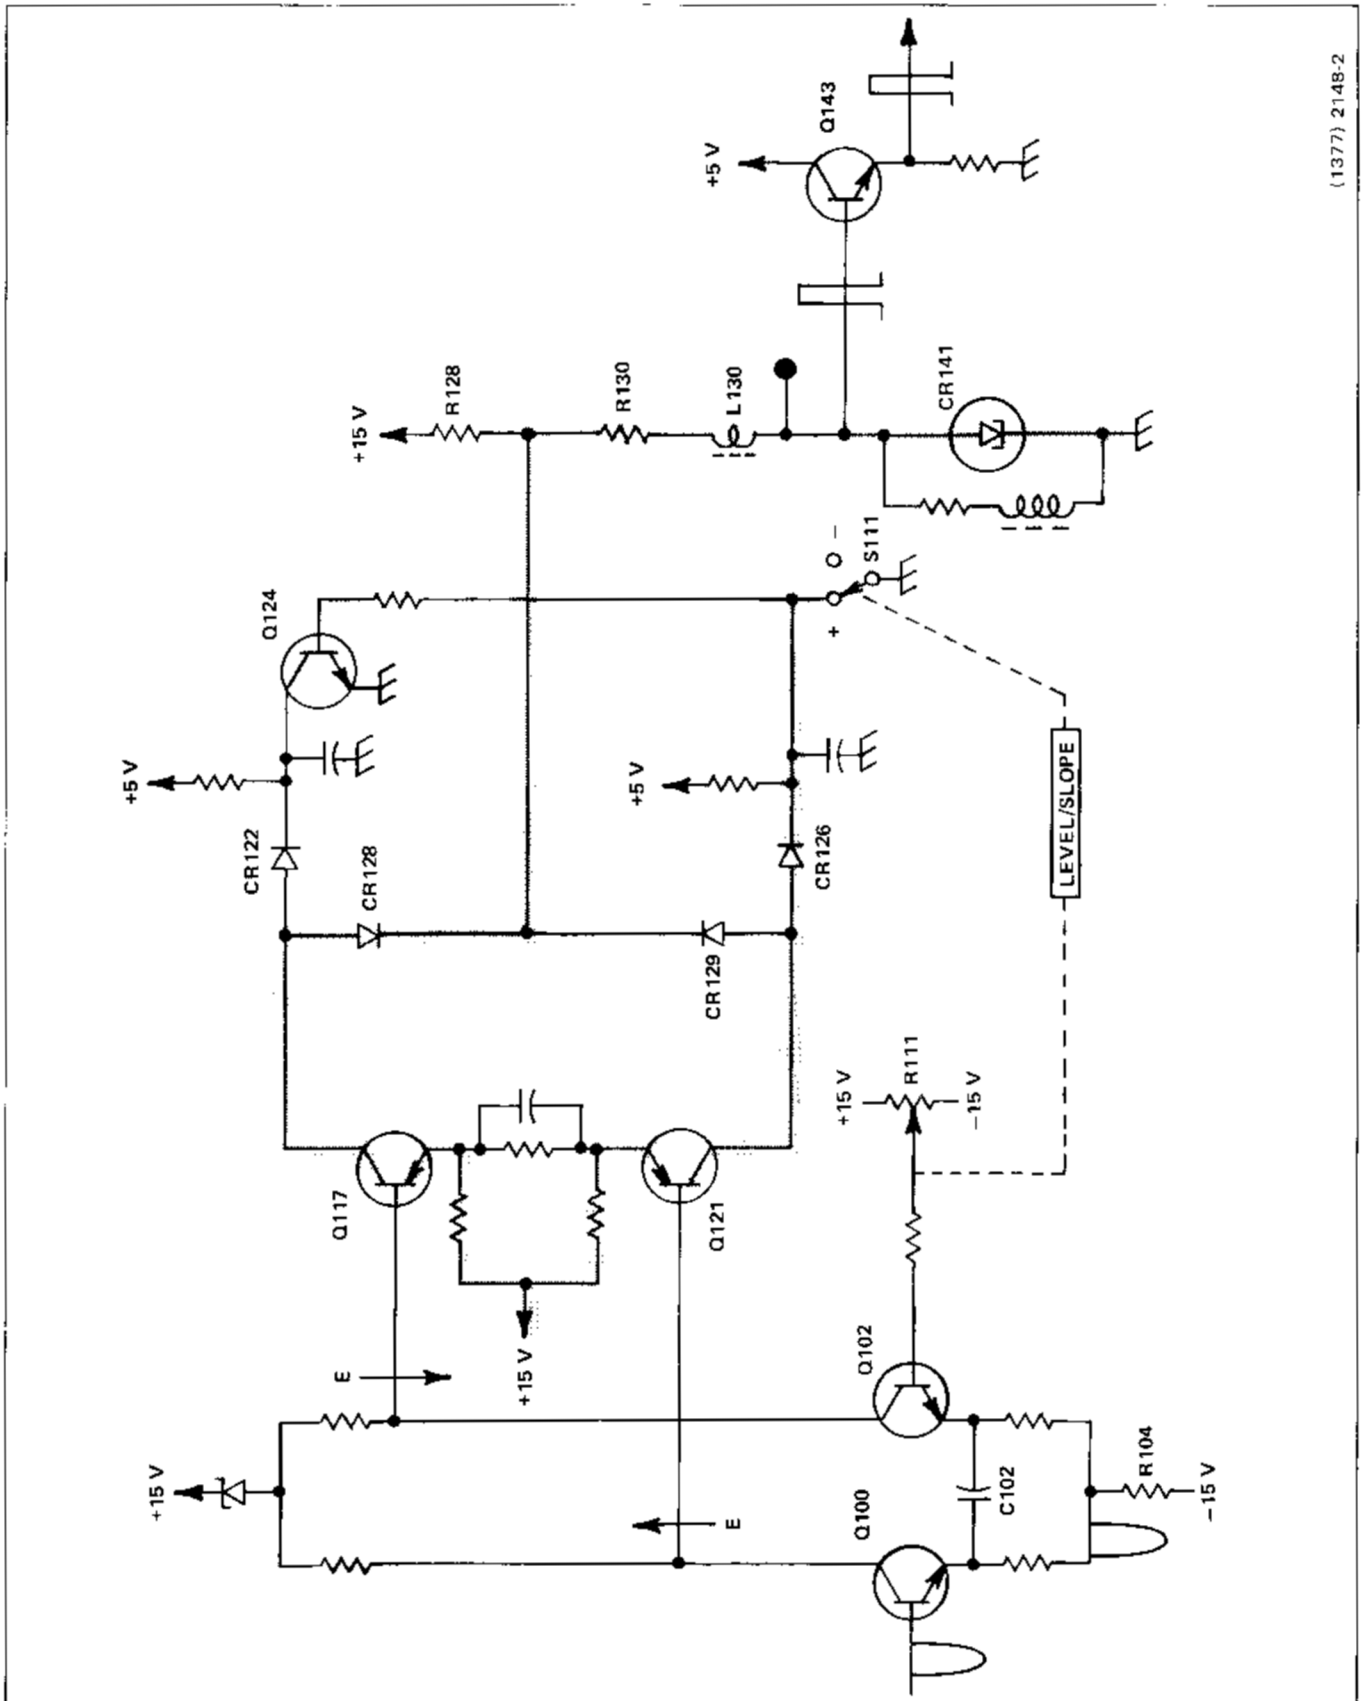 (1377) 2148-2
Q143
+5 V
CR141
R128
R130
L130
+15 V
S111
–
+
Q124
+5 V
+5 V
LEVEL/SLOPE
CR122
CR128
CR126
CR129
R111
+15 V
–15 V
Q117
Q121
+15 V
Q102
E
R104
+15 V
E
Q100
C102
–15 V